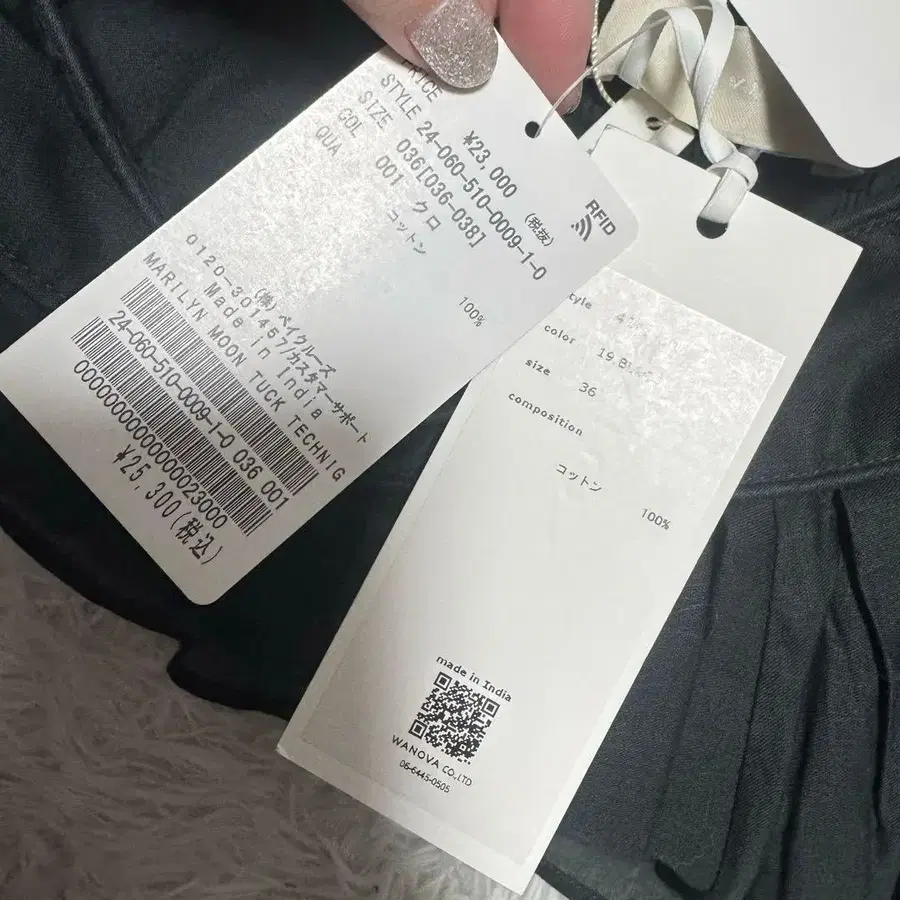 PRICE ¥23,000 (税抜)
STYLE 24-060-510-0009-1-0
SIZE 036[036-038]
COL 001 クロ
QUA コットン 100%
RFID
(株)ベイクルーズ
0120-301457/カスタマーサポート
Made in India
MARILYN MOON TUCK TECHNIG
24-060-510-0009-1-0 036 001
0000000000000023000
¥25,300(税込)
style
color 19.
size 36
composition
コットン 100%
made in India
WANOVA CO.,LTD
06-6445-0505